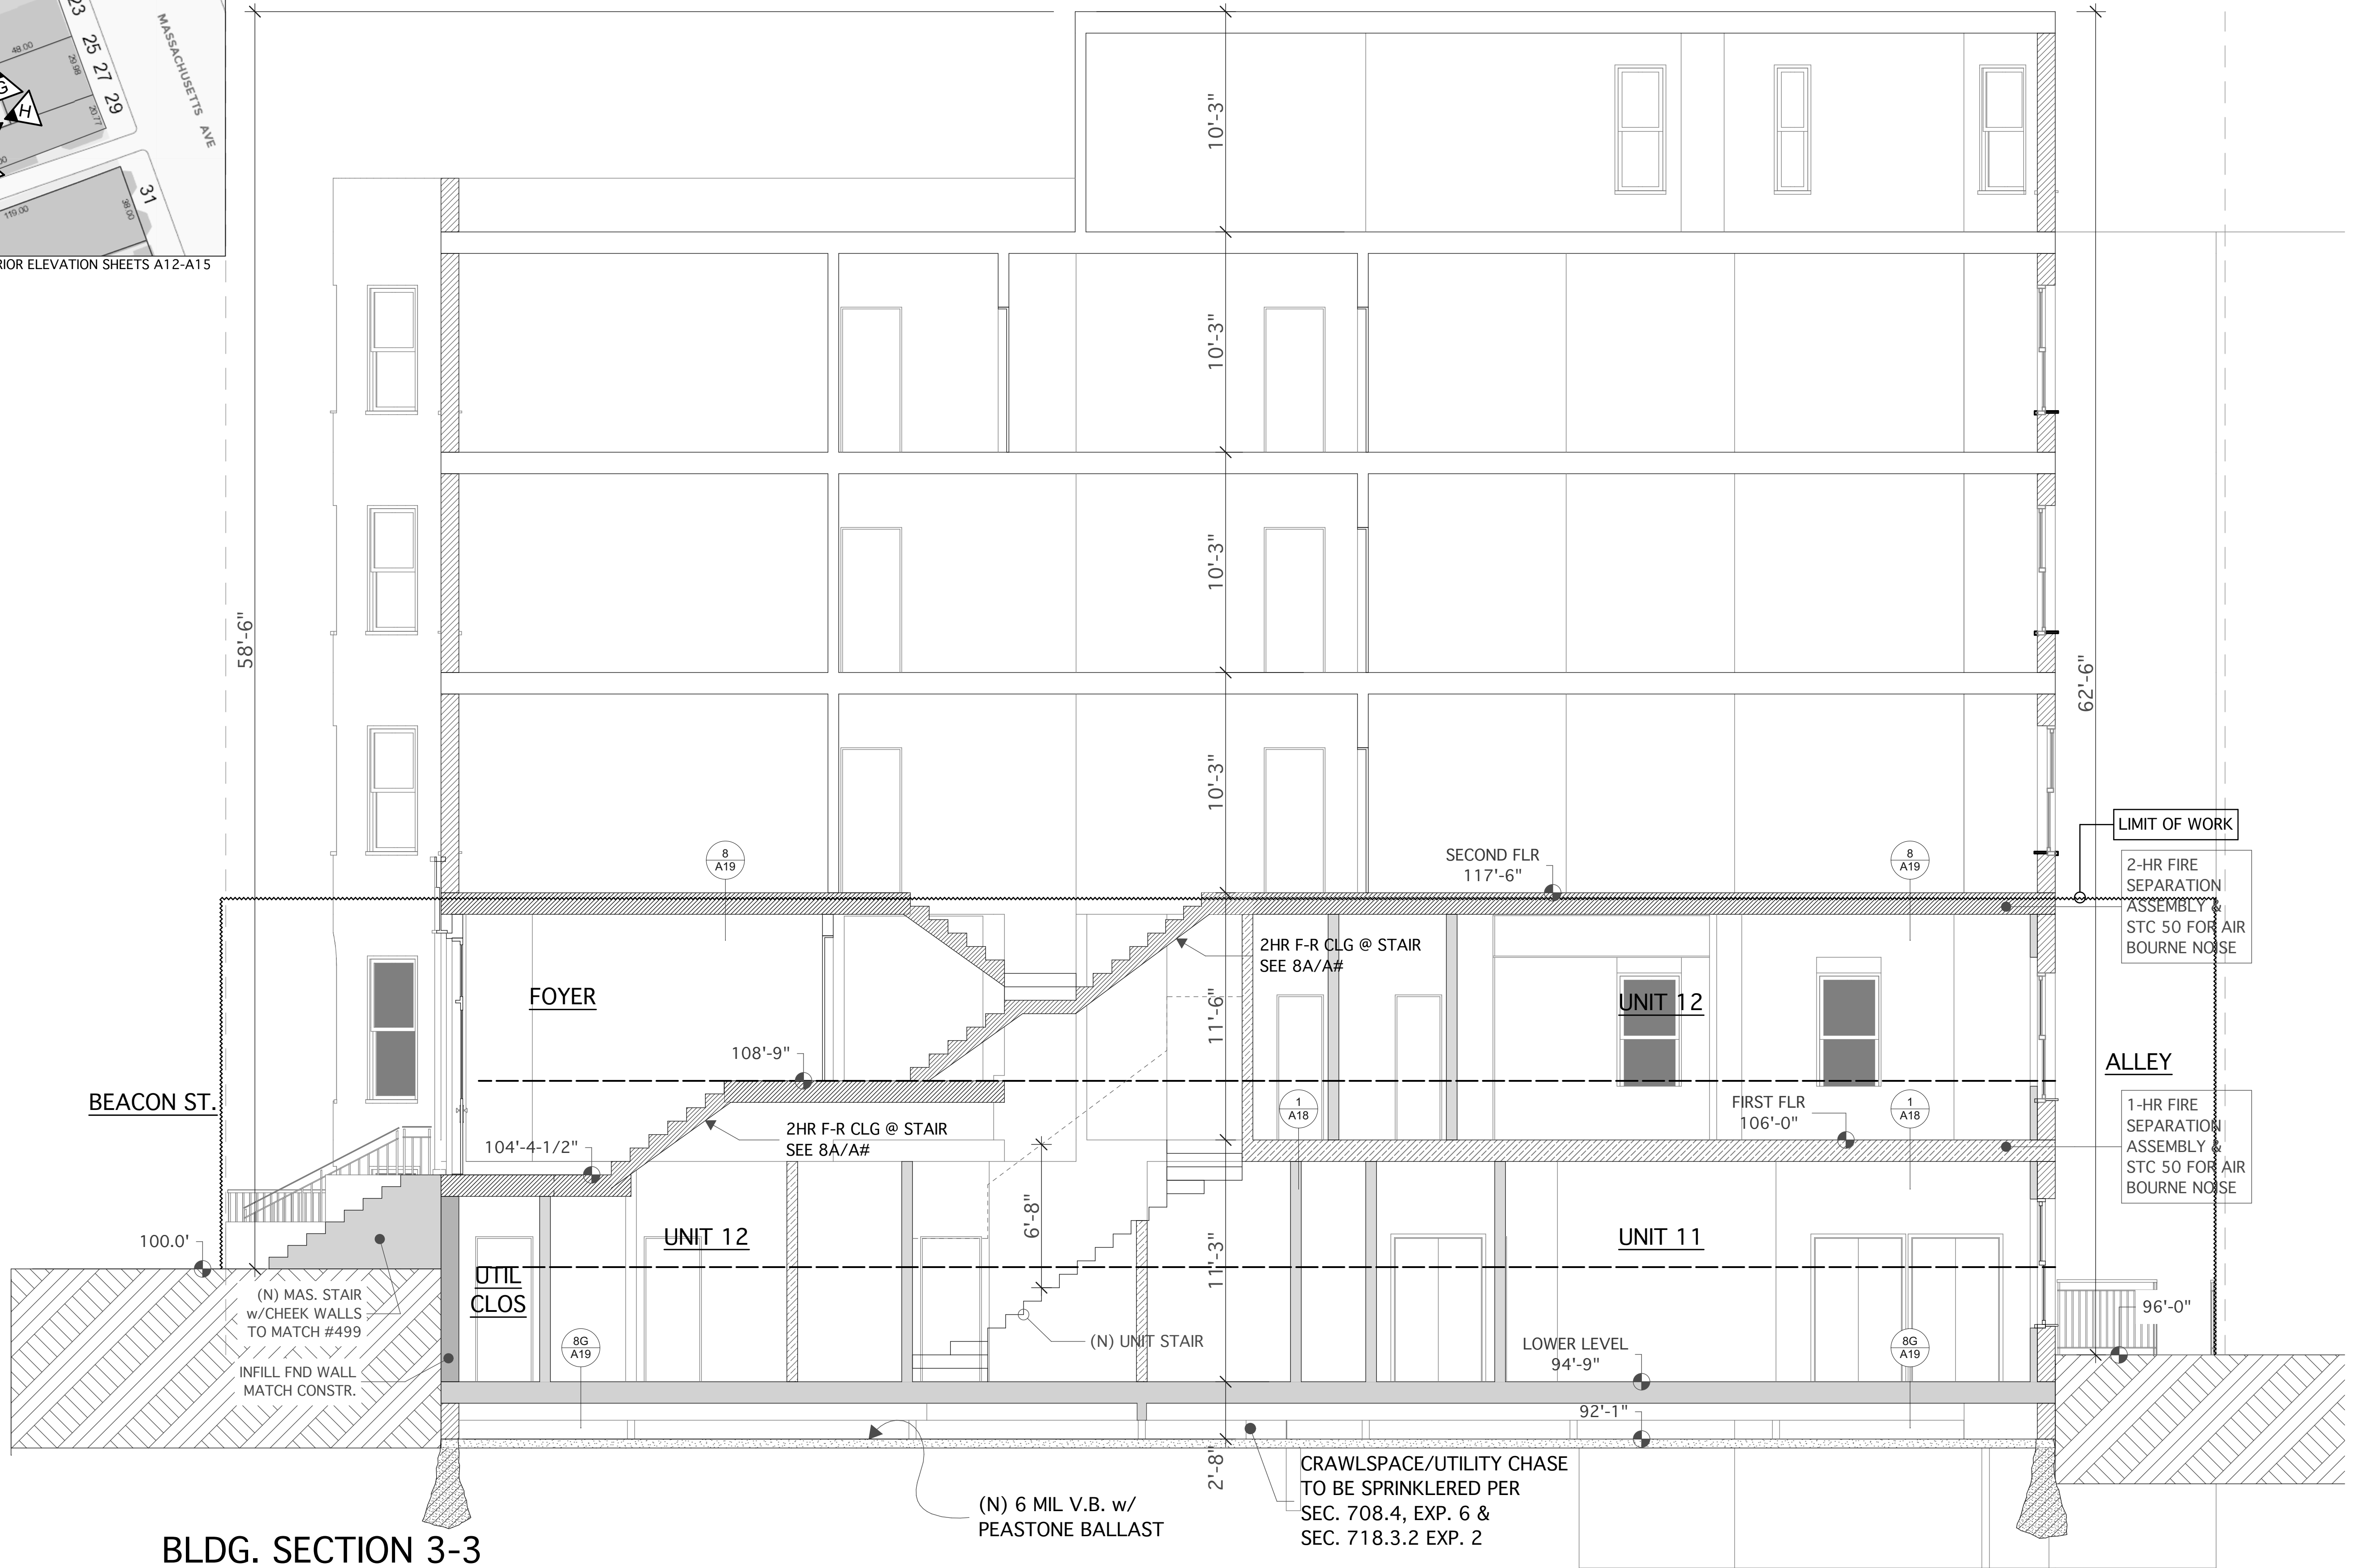 23
25
27
29
31
48.00
29.98
20.77
38.00
119.00
MASSACHUSETTS AVE
G
H
RIOR ELEVATION SHEETS A12-A15
58'-6"
10'-3"
10'-3"
10'-3"
10'-3"
62'-6"
LIMIT OF WORK
SECOND FLR
117'-6"
8
A19
8
A19
2-HR FIRE
SEPARATION
ASSEMBLY &
STC 50 FOR AIR
BOURNE NOISE
2HR F-R CLG @ STAIR
SEE 8A/A#
FOYER
11'-6"
UNIT 12
108'-9"
ALLEY
BEACON ST.
1
A18
FIRST FLR
106'-0"
1
A18
1-HR FIRE
SEPARATION
ASSEMBLY &
STC 50 FOR AIR
BOURNE NOISE
2HR F-R CLG @ STAIR
SEE 8A/A#
104'-4-1/2"
6'-8"
100.0'
UNIT 12
11'-3"
UNIT 11
UTIL
CLOS
(N) MAS. STAIR
w/CHEEK WALLS
TO MATCH #499
96'-0"
(N) UNIT STAIR
8G
A19
LOWER LEVEL
94'-9"
8G
A19
INFILL FND WALL
MATCH CONSTR.
92'-1"
2'-8"
CRAWLSPACE/UTILITY CHASE
TO BE SPRINKLERED PER
SEC. 708.4, EXP. 6 &
SEC. 718.3.2 EXP. 2
(N) 6 MIL V.B. w/
PEASTONE BALLAST
BLDG. SECTION 3-3